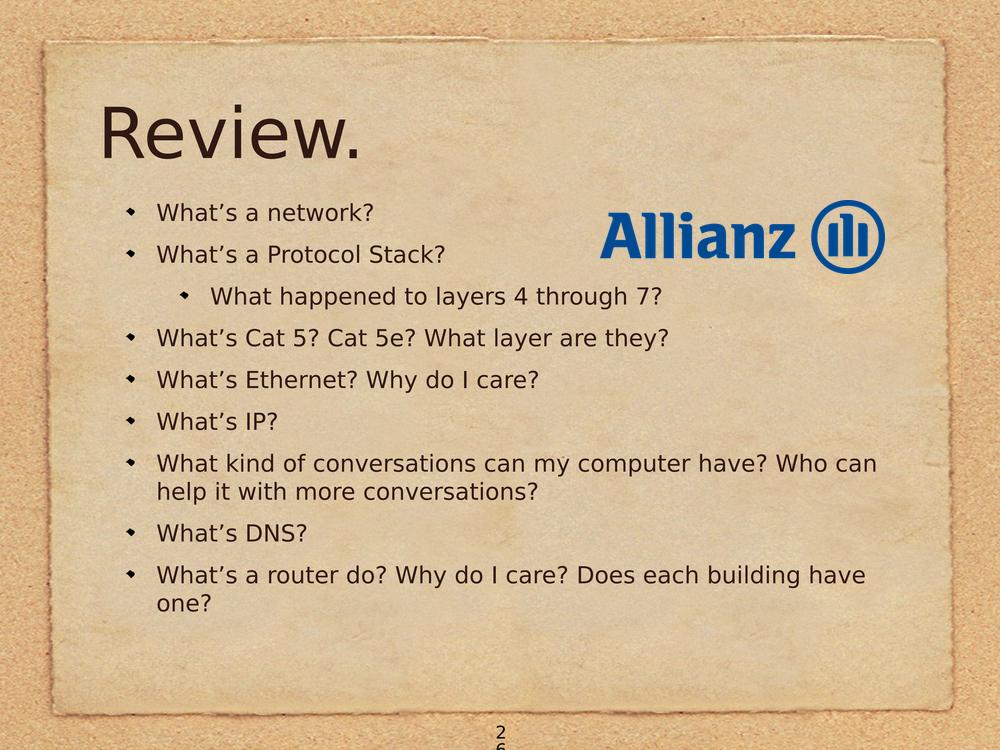 Review.
What’s a network?
Allianz
What’s a Protocol Stack?
What happened to layers 4 through 7?
What’s Cat 5? Cat 5e? What layer are they?
What’s Ethernet? Why do I care?
What’s IP?
What kind of conversations can my computer have? Who can
help it with more conversations?
What’s DNS?
What’s a router do? Why do I care? Does each building have
one?
2
6